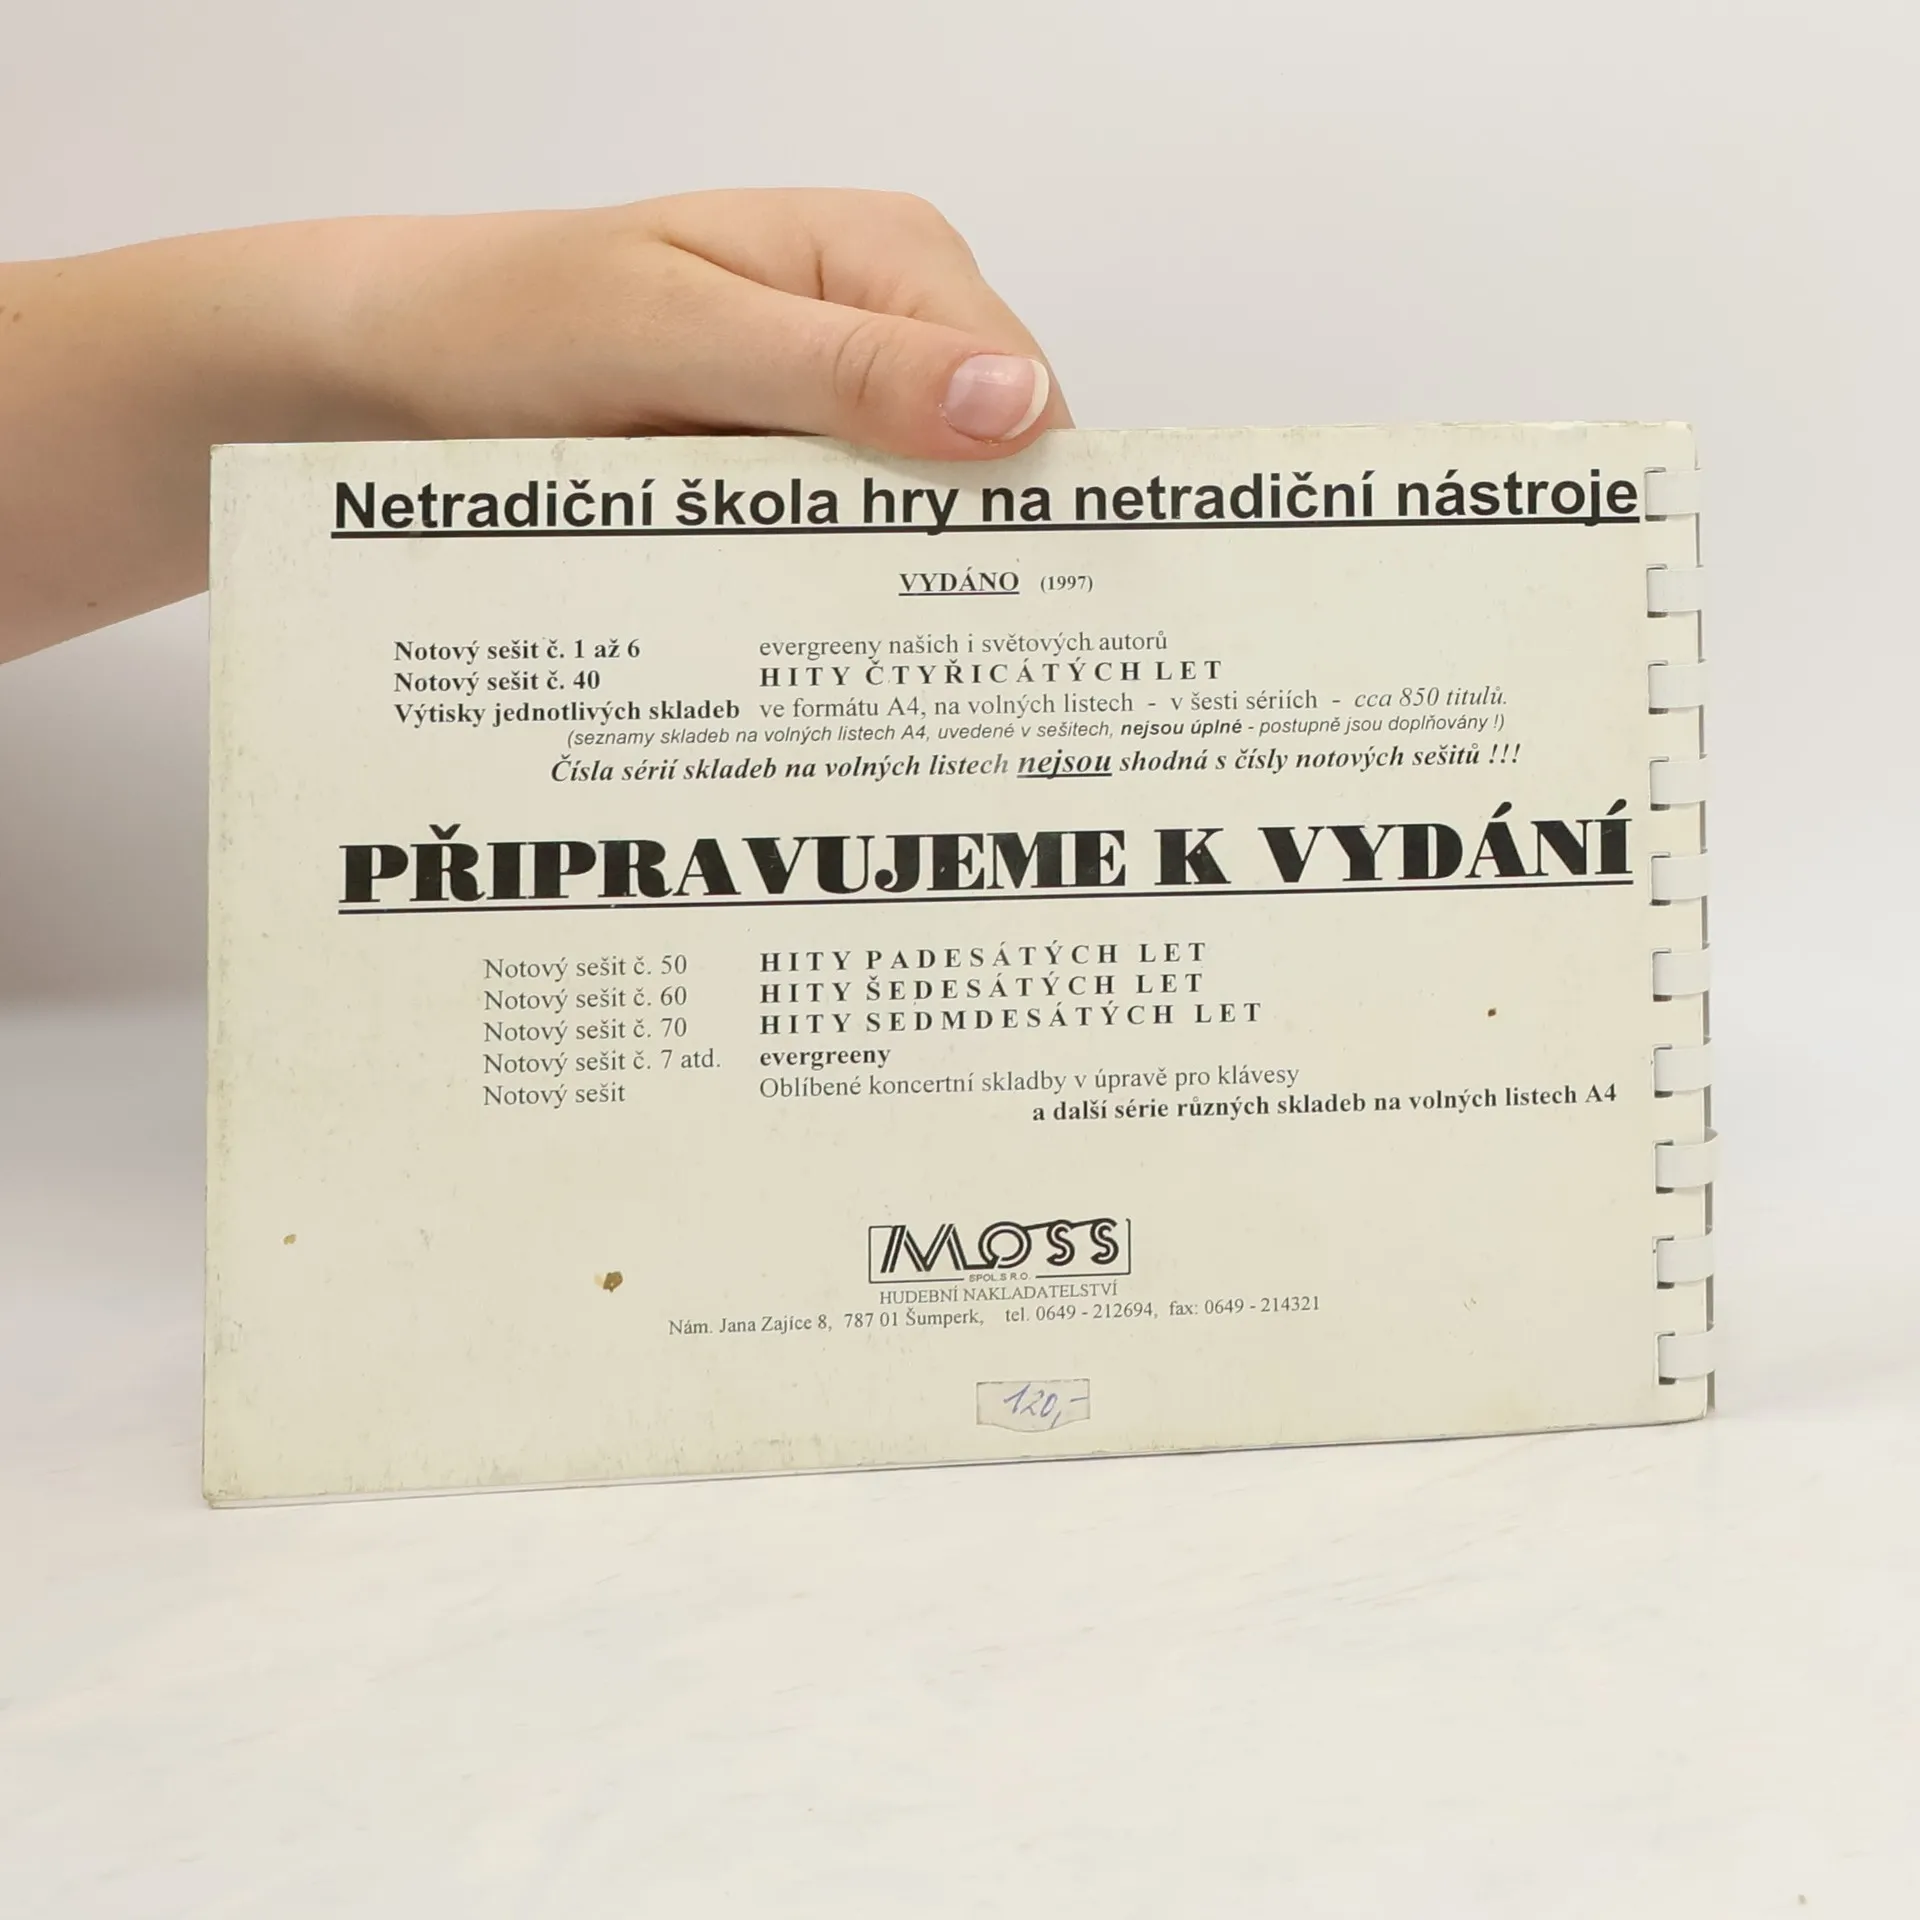 Netradiční škola hry na netradiční nástroje
VYDÁNO (1997)
Notový sešit č. 1 až 6 evergreeny našich i světových autorů
Notový sešit č. 40 HITY ČTYŘICÁTÝCH LET
Výtisky jednotlivých skladeb ve formátu A4, na volných listech - v šesti sériích - cca 850 titulů.
(seznamy skladeb na volných listech A4, uvedené v sešitech, nejsou úplné - postupně jsou doplňovány !)
Čísla sérií skladeb na volných listech nejsou shodná s čísly notových sešitů !!!
PŘIPRAVUJEME K VYDÁNÍ
Notový sešit č. 50 HITY PADESÁTÝCH LET
Notový sešit č. 60 HITY ŠEDESÁTÝCH LET
Notový sešit č. 70 HITY SEDMDESÁTÝCH LET
Notový sešit č. 7 atd. evergreeny
Notový sešit Oblíbené koncertní skladby v úpravě pro klávesy
a další série různých skladeb na volných listech A4
MOSS
SPOL.S R.O.
HUDEBNÍ NAKLADATELSTVÍ
Nám. Jana Zajíce 8, 787 01 Šumperk, tel. 0649 - 212694, fax: 0649 - 214321
120,-